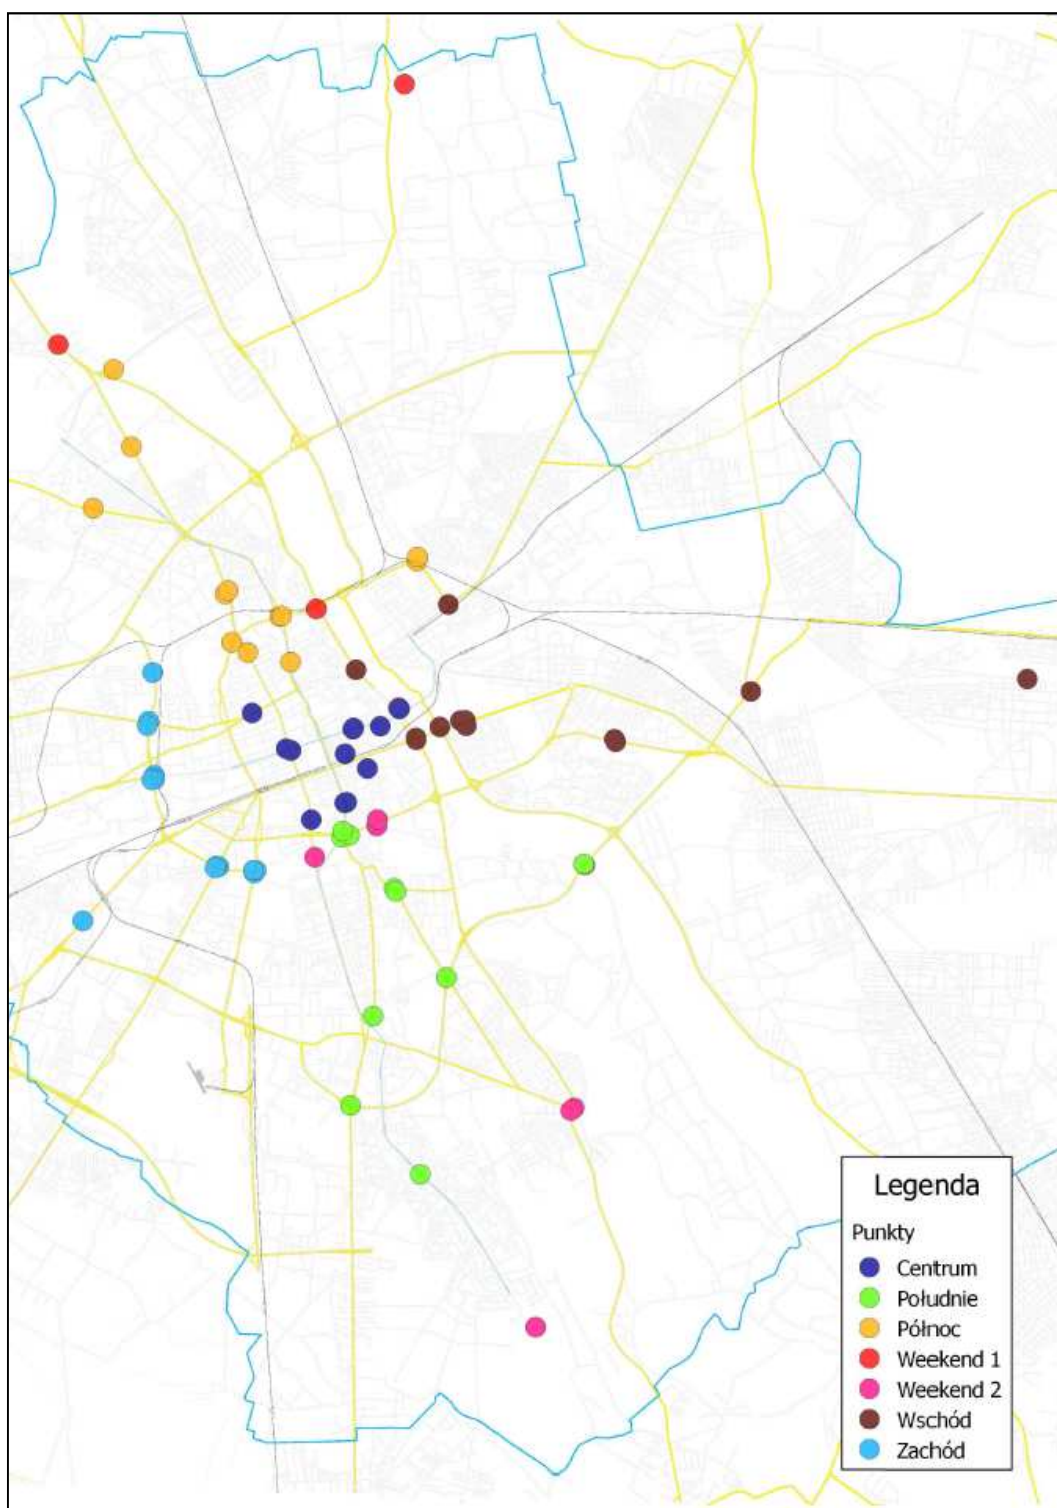 Legenda
Punkty
Centrum
Południe
Północ
Weekend 1
Weekend 2
Wschód
Zachód